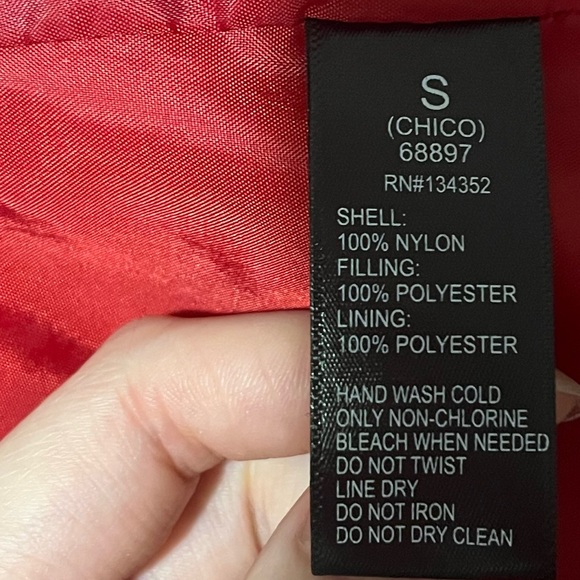 S
(CHICO)
68897
RN#134352
SHELL:
100% NYLON
FILLING:
100% POLYESTER
LINING:
100% POLYESTER
HAND WASH COLD
ONLY NON-CHLORINE
BLEACH WHEN NEEDED
DO NOT TWIST
LINE DRY
DO NOT IRON
DO NOT DRY CLEAN